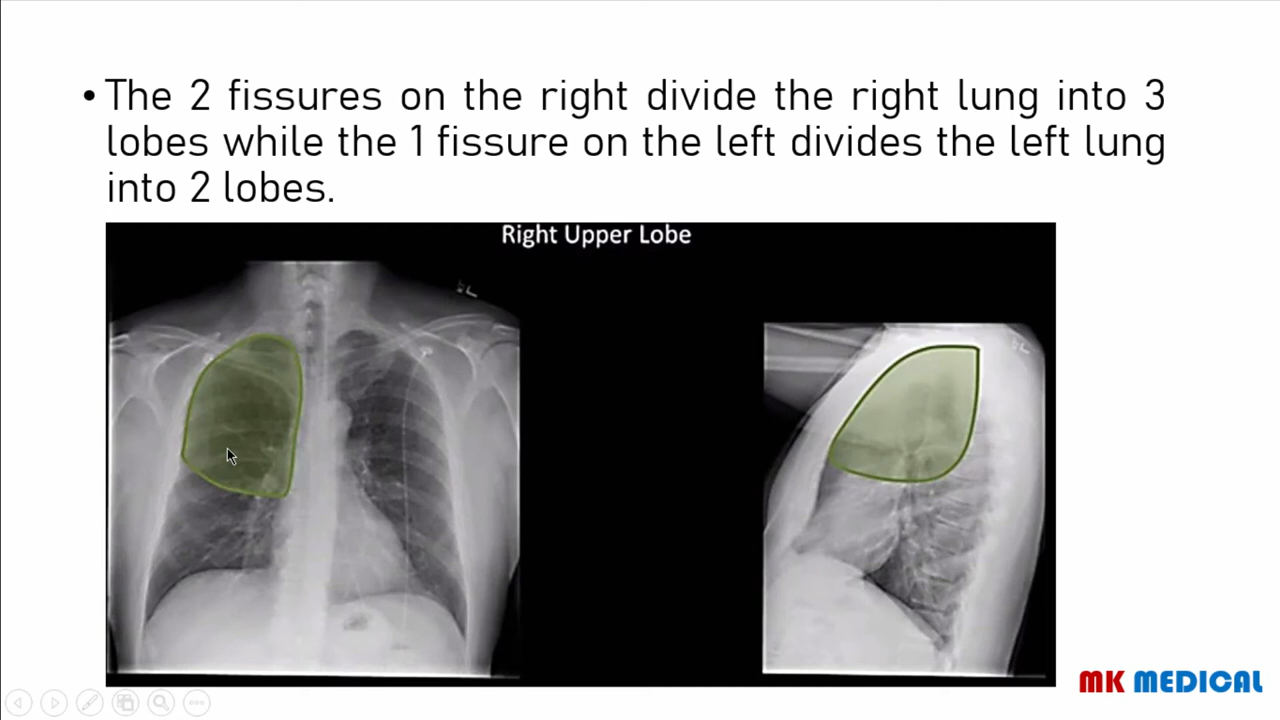 • The 2 fissures on the right divide the right lung into 3
lobes while the 1 fissure on the left divides the left lung
into 2 lobes.
Right Upper Lobe
L
L
MK MEDICAL